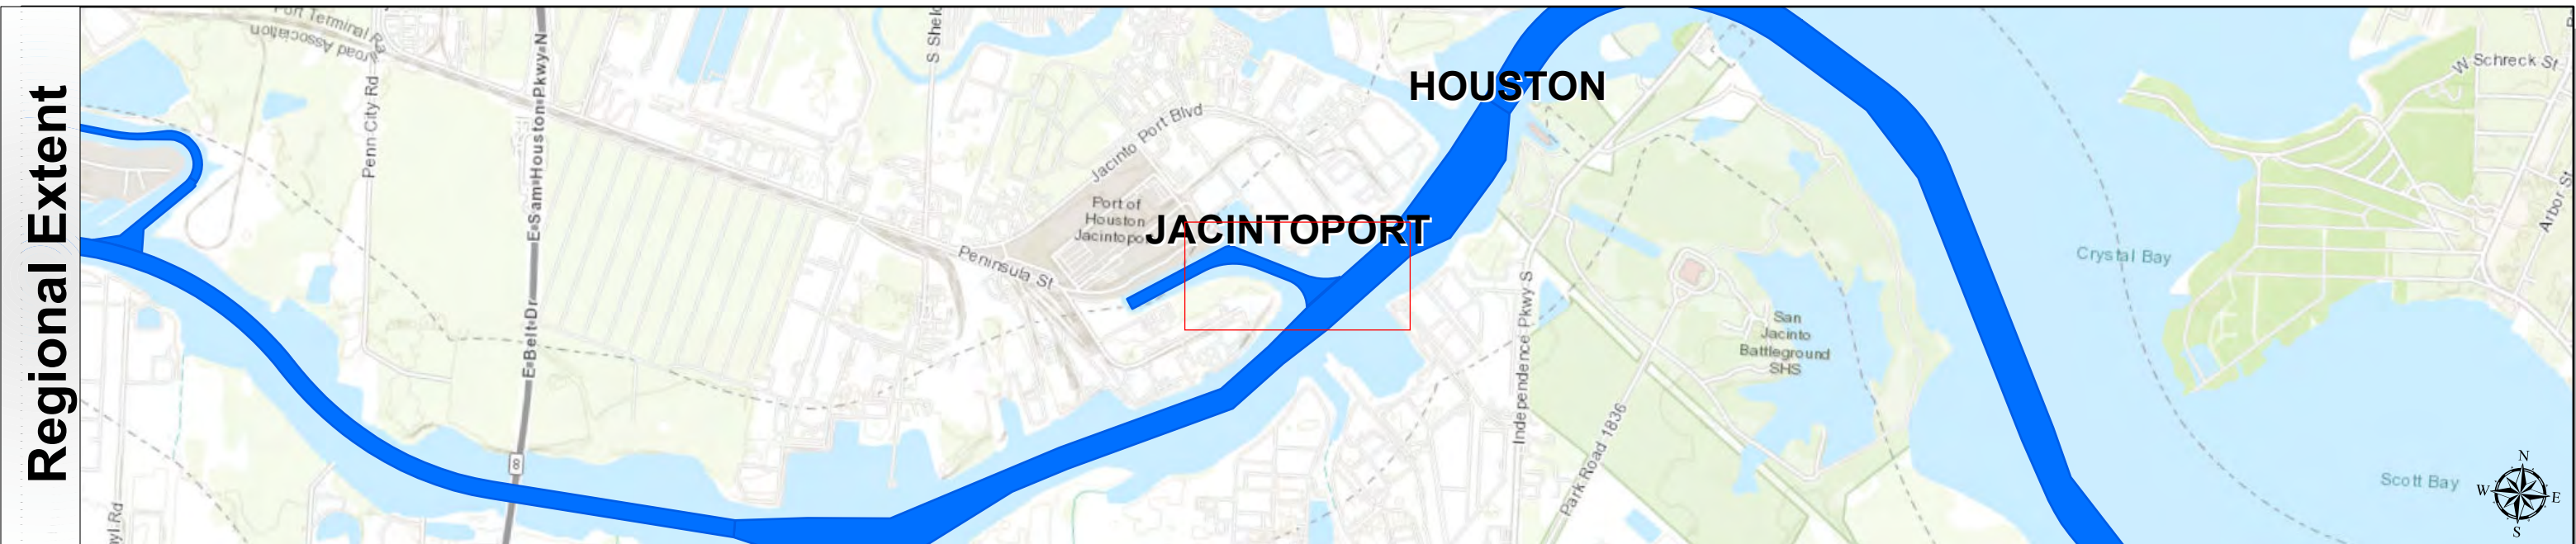 Regional Extent
Port Terminal Ra
road Association
Penn City Rd
E Sam Houston Pkwy N
E Belt Dr
8
S Shel
Jacinto Port Blvd
Port of
Houston
Jacintopo
JACINTOPORT
HOUSTON
Peninsula St
Independence Pkwy S
Park Road 1836
San
Jacinto
Battleground
SHS
Crystal Bay
Scott Bay
W Schreck St
Arbor St
N
W
E
S